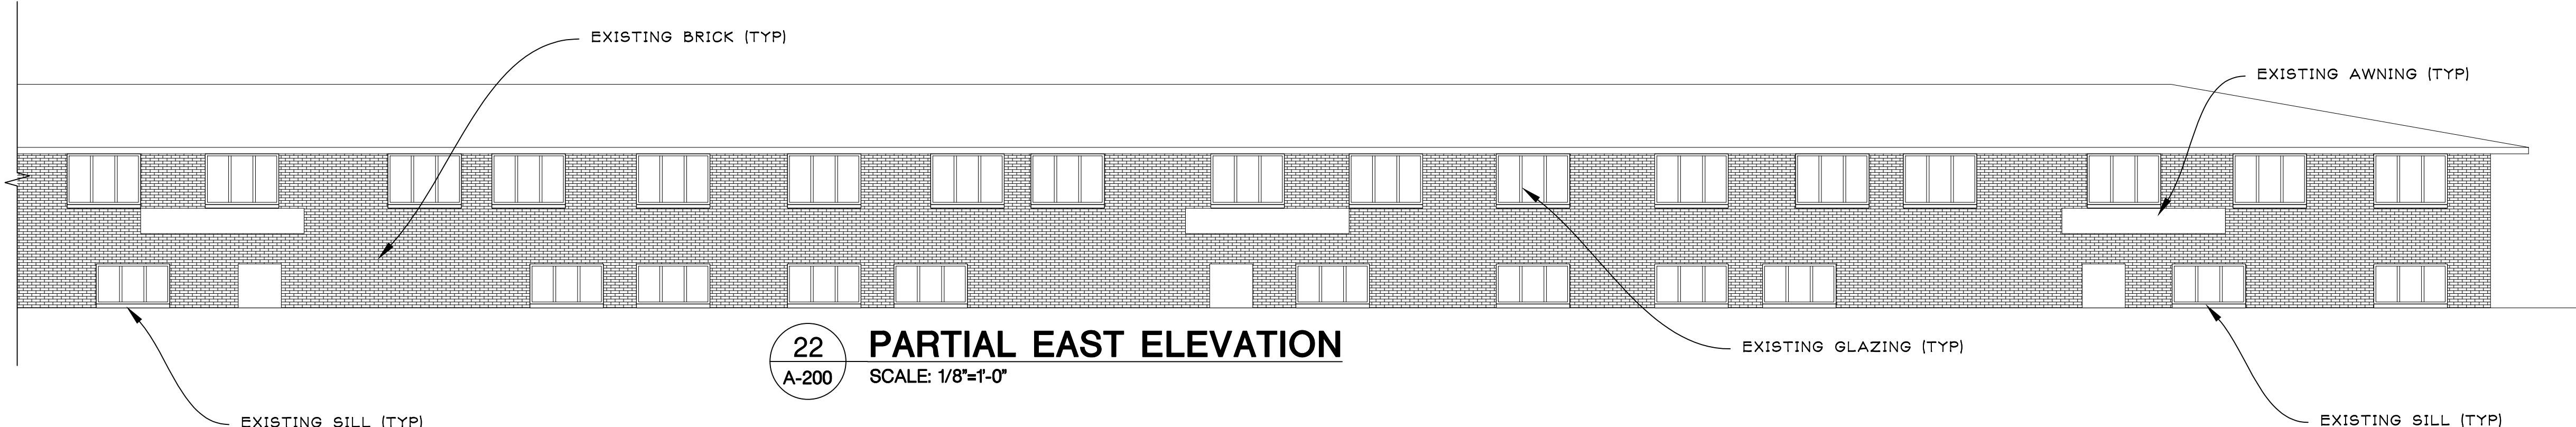 EXISTING BRICK (TYP)
EXISTING AWNING (TYP)
22
PARTIAL EAST ELEVATION
A-200
SCALE: 1/8"=1'-0"
EXISTING GLAZING (TYP)
EXISTING SILL (TYP)
EXISTING SILL (TYP)